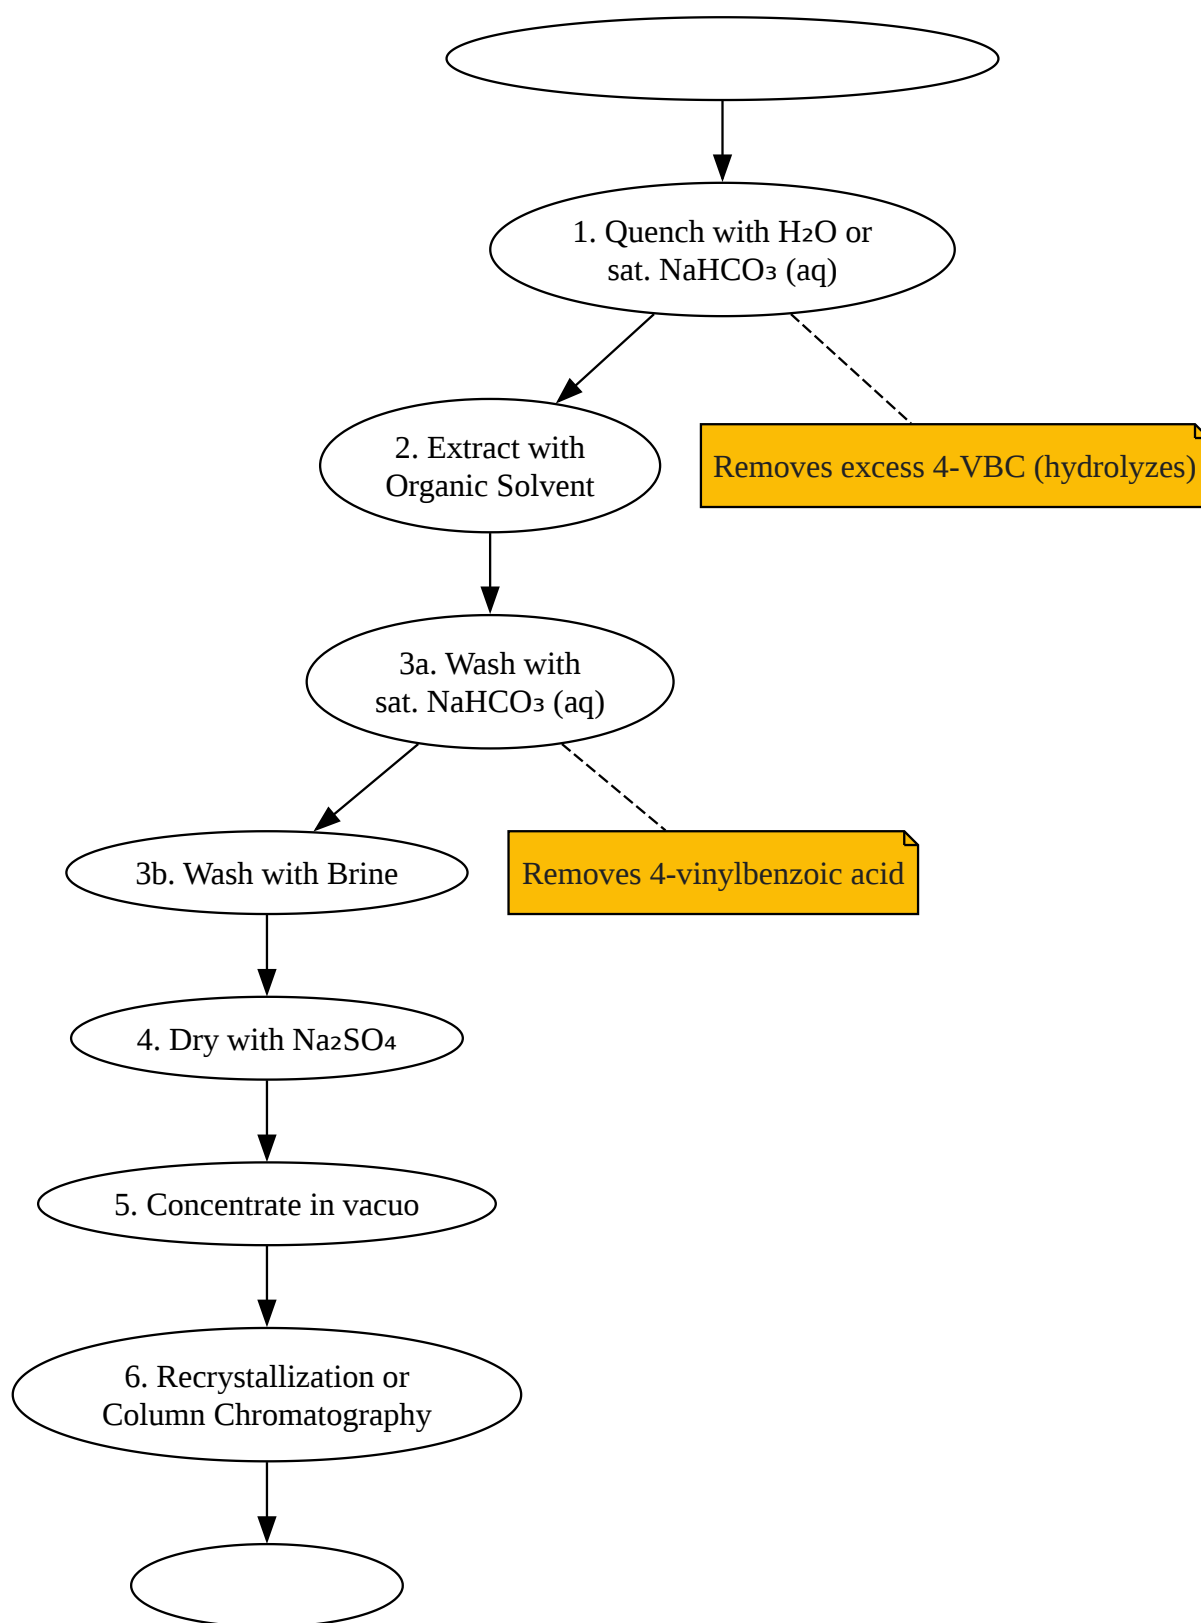 1. Quench with H₂O or
sat. NaHCO₃ (aq)
2. Extract with
Organic Solvent
Removes excess 4-VBC (hydrolyzes)
3a. Wash with
sat. NaHCO₃ (aq)
3b. Wash with Brine
Removes 4-vinylbenzoic acid
4. Dry with Na₂SO₄
5. Concentrate in vacuo
6. Recrystallization or
Column Chromatography